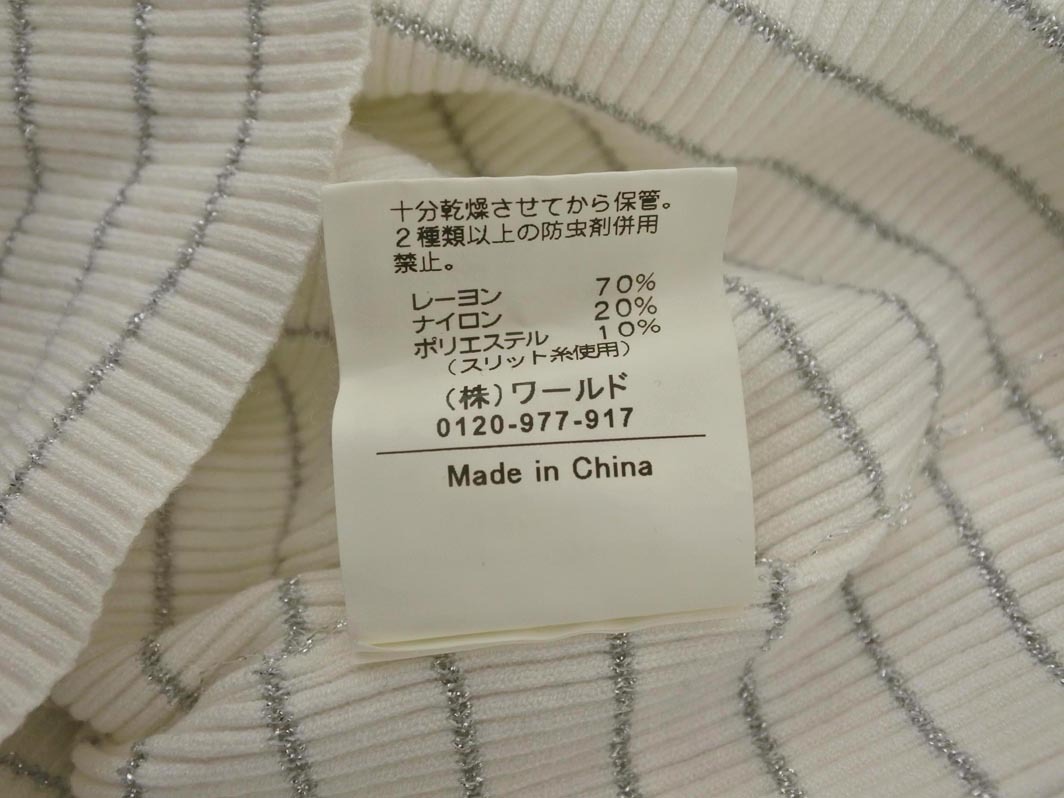 十分乾燥させてから保管。
２種類以上の防虫剤併用
禁止。
レーヨン 70%
ナイロン 20%
ポリエステル 10%
（スリット糸使用）
（株）ワールド
0120-977-917
Made in China